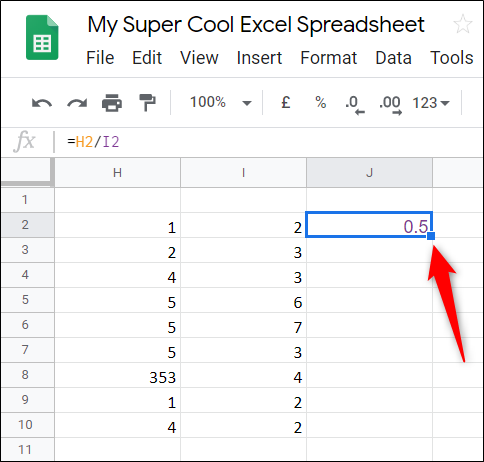 My Super Cool Excel Spreadsheet
File Edit View Insert Format Data Tools
100% £ % .0 .00 123
fx =H2/I2
H I J
1
2 1 2 0.5
3 2 3
4 4 3
5 5 6
6 5 7
7 5 3
8 353 4
9 1 2
10 4 2
11